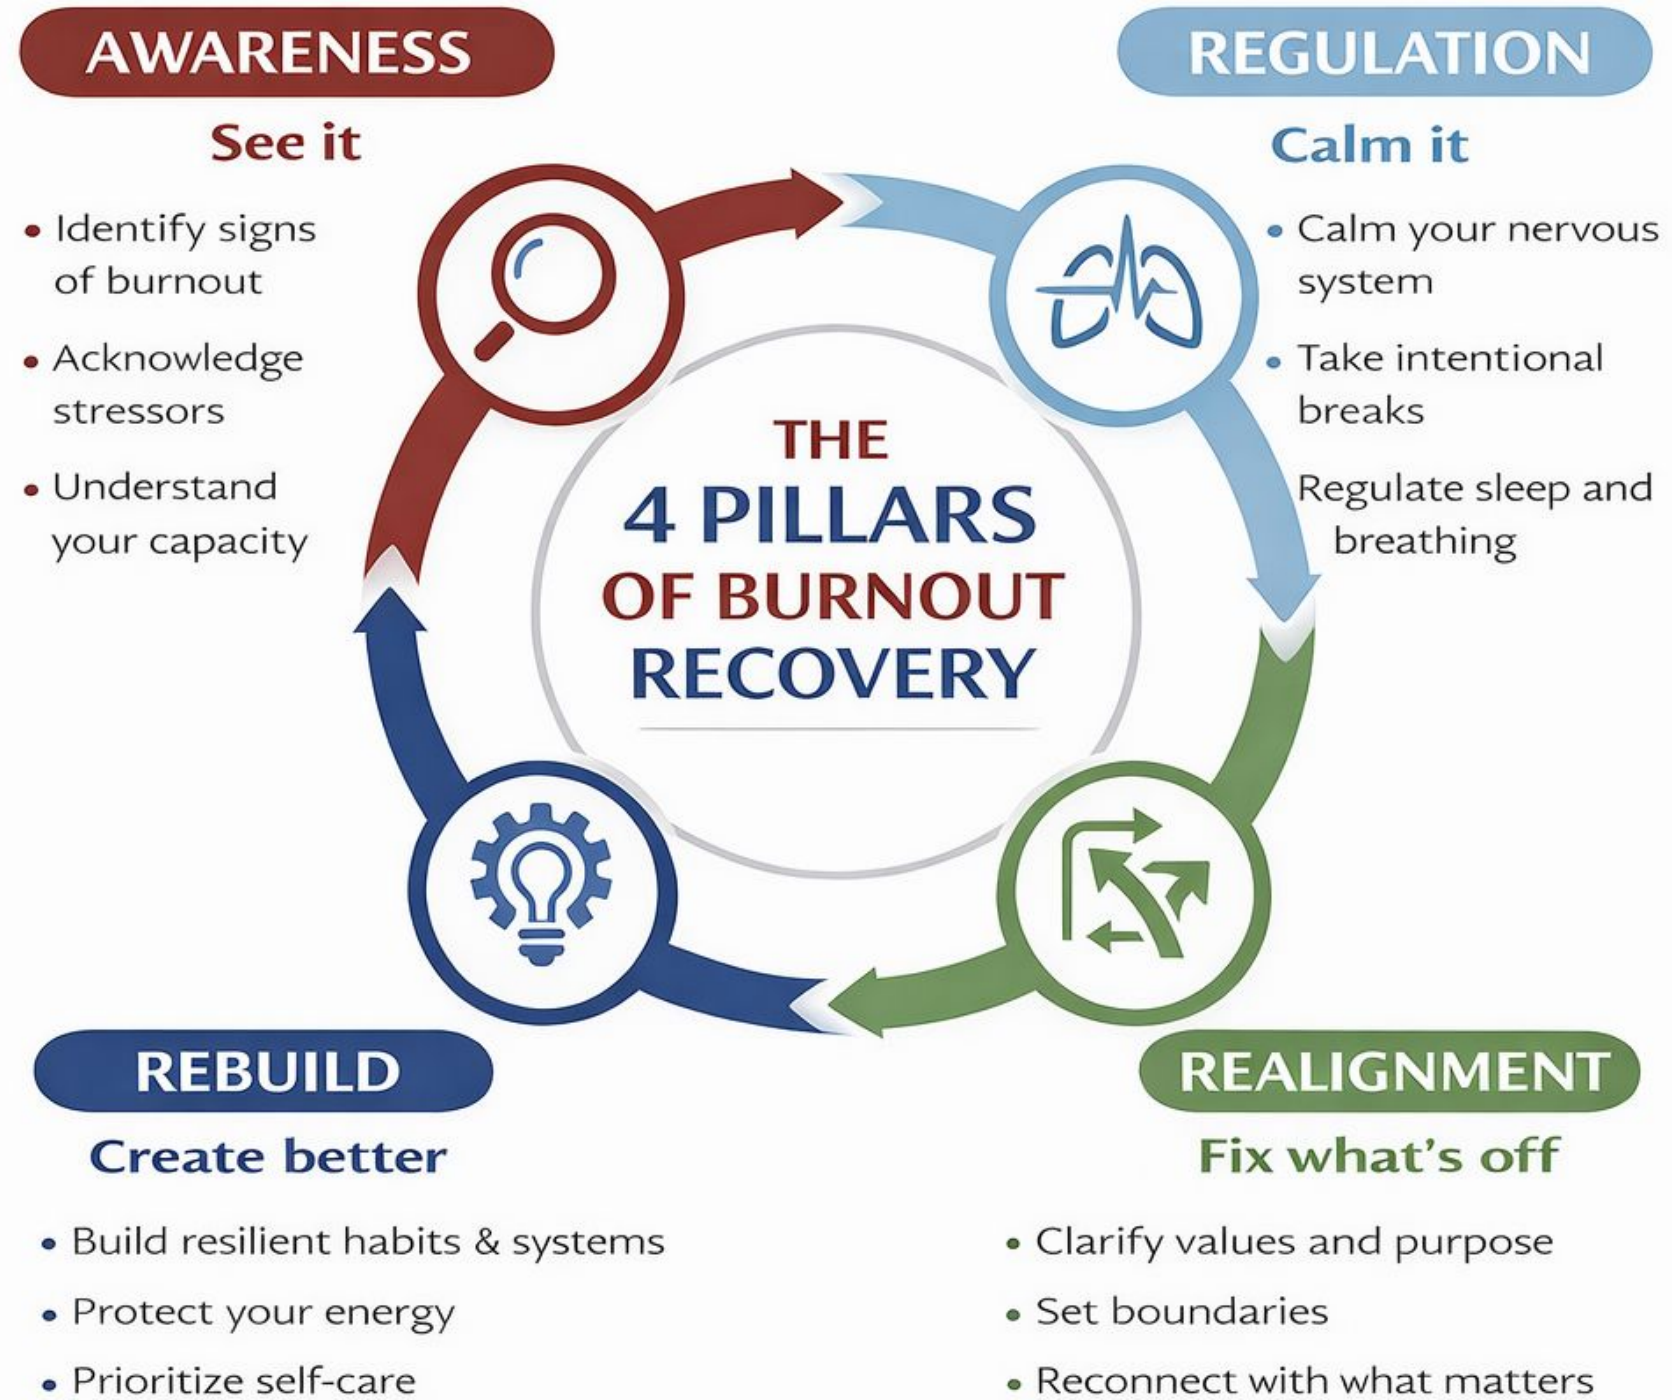 AWARENESS
See it
• Identify signs
of burnout
• Acknowledge
stressors
• Understand
your capacity
REGULATION
Calm it
• Calm your nervous
system
• Take intentional
breaks
Regulate sleep and
breathing
THE
4 PILLARS
OF BURNOUT
RECOVERY
REBUILD
Create better
• Build resilient habits & systems
• Protect your energy
• Prioritize self-care
REALIGNMENT
Fix what's off
• Clarify values and purpose
• Set boundaries
• Reconnect with what matters